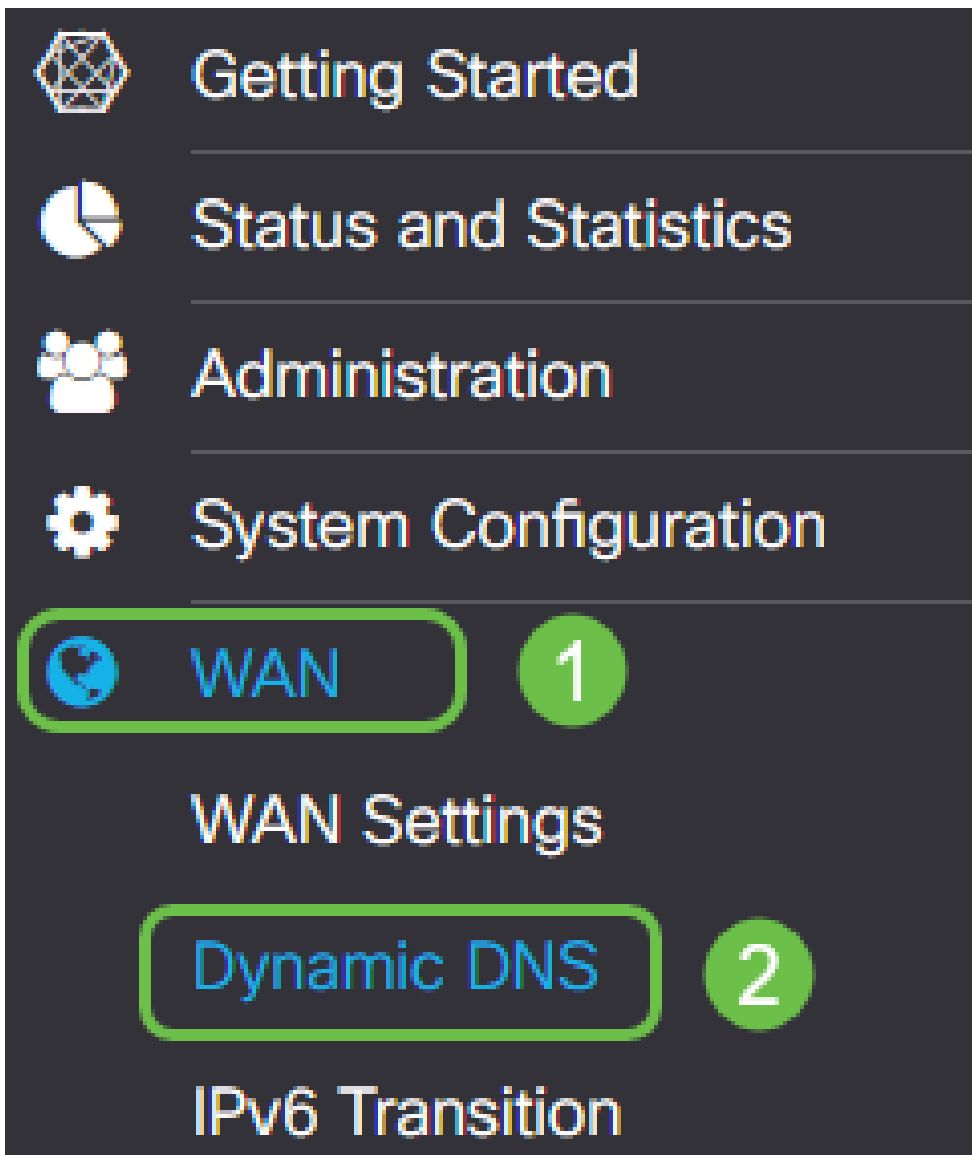 Getting Started
Status and Statistics
Administration
System Configuration
WAN 1
WAN Settings
Dynamic DNS 2
IPv6 Transition